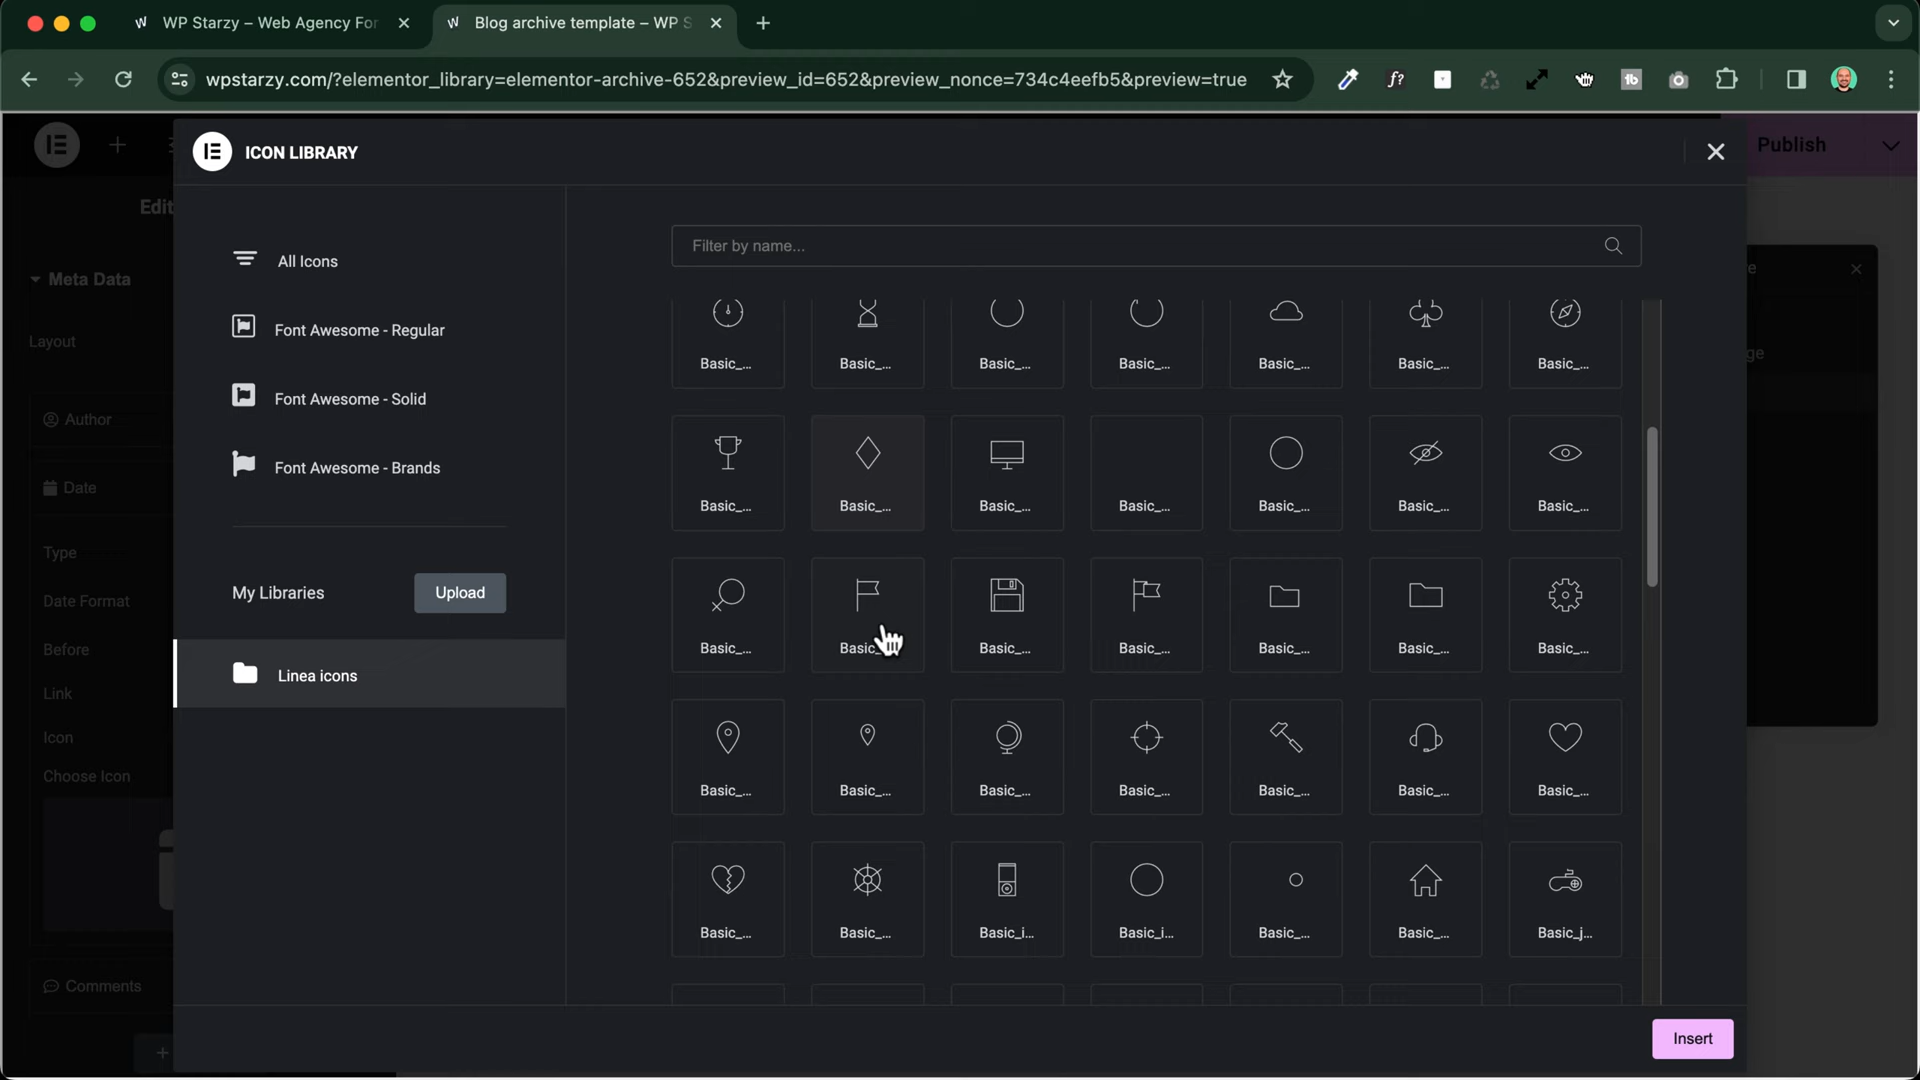 WP Starzy – Web Agency For
Blog archive template – WP S
wpstarzy.com/?elementor_library=elementor-archive-652&preview_id=652&preview_nonce=734c4eefb5&preview=true
ICON LIBRARY
Publish
Edit
All Icons
Font Awesome - Regular
Font Awesome - Solid
Font Awesome - Brands
My Libraries
Upload
Linea icons
Meta Data
Layout
Author
Date
Type
Date Format
Before
Link
Icon
Choose Icon
Comments
Filter by name...
Basic_... Basic_... Basic_... Basic_... Basic_... Basic_... Basic_...
Basic_... Basic_... Basic_... Basic_... Basic_... Basic_... Basic_...
Basic_... Basic_... Basic_... Basic_... Basic_... Basic_...
Basic_... Basic_... Basic_... Basic_... Basic_... Basic_... Basic_...
Basic_... Basic_... Basic_i... Basic_i... Basic_... Basic_... Basic_j...
Insert